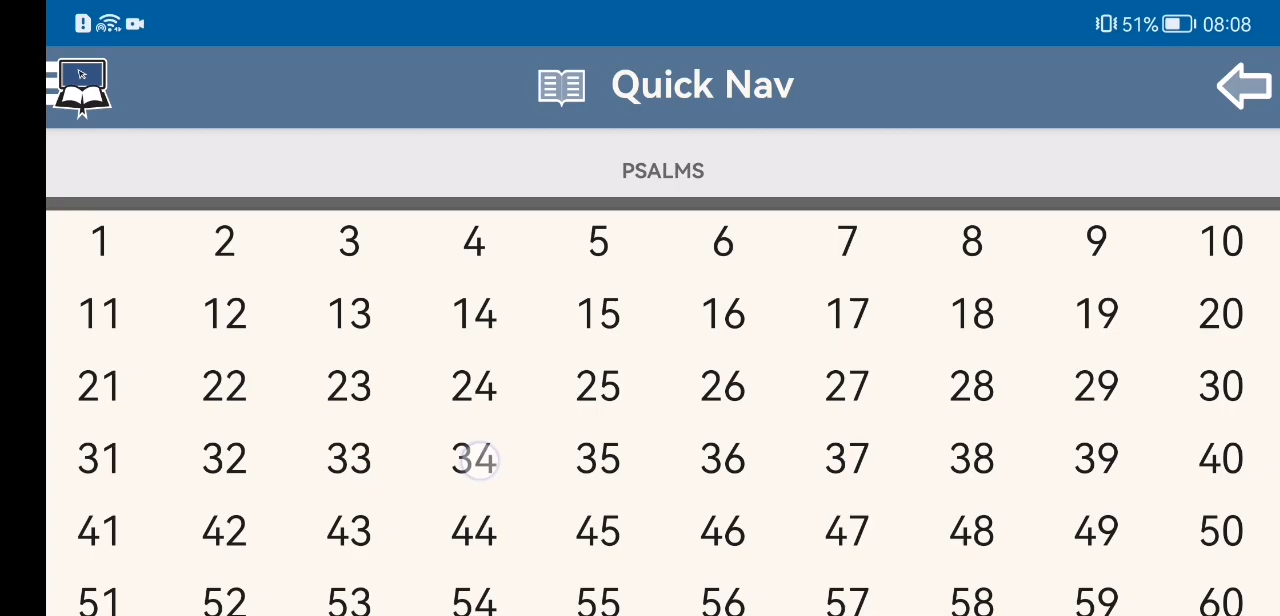 51% 08:08
Quick Nav
PSALMS
1 2 3 4 5 6 7 8 9 10
11 12 13 14 15 16 17 18 19 20
21 22 23 24 25 26 27 28 29 30
31 32 33 34 35 36 37 38 39 40
41 42 43 44 45 46 47 48 49 50
51 52 53 54 55 56 57 58 59 60